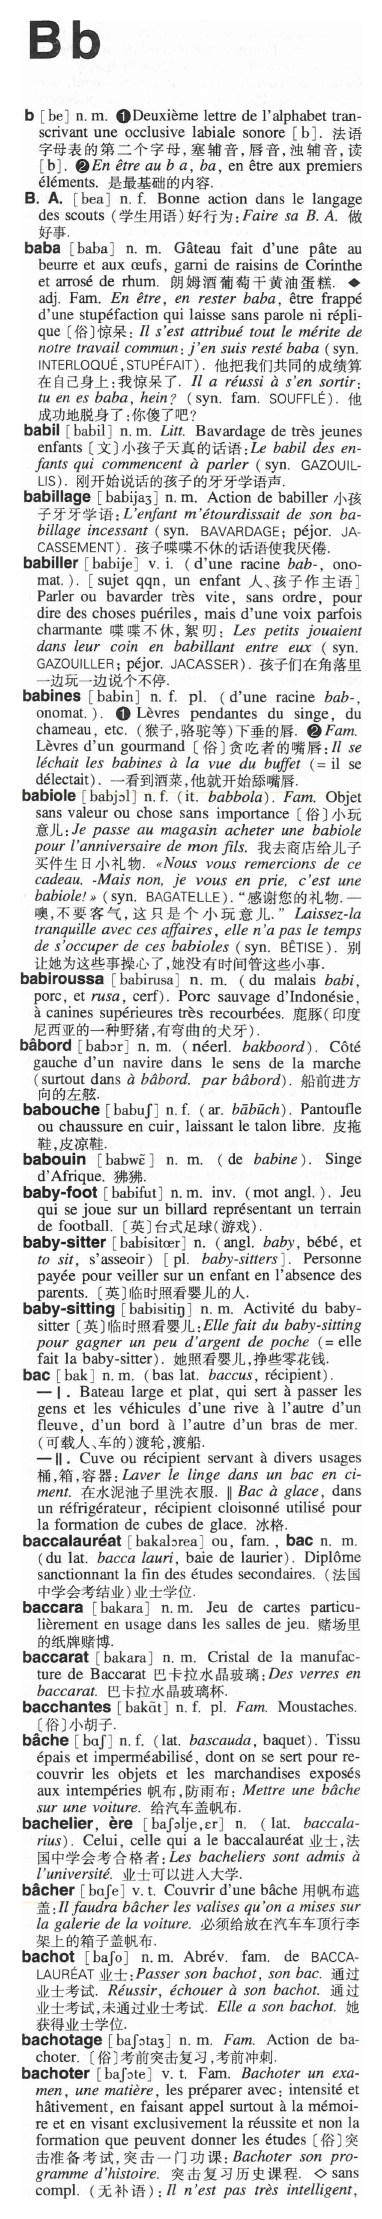 B b
b [be] n. m. ❶Deuxième lettre de l'alphabet tran-
scrivant une occlusive labiale sonore [b]. 法语
字母表的第二个字母,塞辅音,唇音,浊辅音,读
[b]. ❷En être au b a, ba, en être aux premiers
éléments. 是最基础的内容.
B. A. [bea] n. f. Bonne action dans le langage
des scouts (学生用语)好行为:Faire sa B. A. 做
好事.
baba [baba] n. m. Gâteau fait d'une pâte au
beurre et aux œufs, garni de raisins de Corinthe
et arrosé de rhum. 朗姆酒葡萄干黄油蛋糕. ◆
adj. Fam. En être, en rester baba, être frappé
d'une stupéfaction qui laisse sans parole ni répli-
que〔俗〕惊呆: Il s'est attribué tout le mérite de
notre travail commun: j'en suis resté baba (syn.
INTERLOQUÉ, STUPÉFAIT). 他把我们共同的成绩算
在自己身上:我惊呆了. Il a réussi à s'en sortir:
tu en es baba, hein? (syn. fam. SOUFFLÉ). 他
成功地脱身了:你傻了吧?
babil [babil] n. m. Litt. Bavardage de très jeunes
enfants〔文〕小孩子天真的话语:Le babil des en-
fants qui commencent à parler (syn. GAZOUIL-
LIS). 刚开始说话的孩子的牙牙学语声.
babillage [babijaʒ] n. m. Action de babiller 小孩
子牙牙学语:L'enfant m'étourdissait de son ba-
billage incessant (syn. BAVARDAGE; péjor. JA-
CASSEMENT). 孩子喋喋不休的话语使我厌倦.
babiller [babije] v. i. (d'une racine bab-, ono-
mat.). [sujet qqn, un enfant 人、孩子作主语]
Parler ou bavarder très vite, sans ordre, pour
dire des choses puériles, mais d'une voix parfois
charmante 喋喋不休,絮叨: Les petits jouaient
dans leur coin en babillant entre eux (syn.
GAZOUILLER; péjor. JACASSER). 孩子们在角落里
一边玩一边说个不停.
babines [babin] n. f. pl. (d'une racine bab-,
onomat.). ❶ Lèvres pendantes du singe, du
chameau, etc. (猴子,骆驼等)下垂的唇. ❷Fam.
Lèvres d'un gourmand〔俗〕贪吃者的嘴唇:Il se
léchait les babines à la vue du buffet (= il se
délectait). 一看到酒菜,他就开始舔嘴唇.
babiole [babjɔl] n. f. (it. babbola). Fam. Objet
sans valeur ou chose sans importance〔俗〕小玩
意儿:Je passe au magasin acheter une babiole
pour l'anniversaire de mon fils. 我去商店给儿子
买件生日小礼物. «Nous vous remercions de ce
cadeau. -Mais non, je vous en prie, c'est une
babiole!» (syn. BAGATELLE). “感谢您的礼物. —
噢,不要客气,这只是个小玩意儿.” Laissez-la
tranquille avec ces affaires, elle n'a pas le temps
de s'occuper de ces babioles (syn. BÊTISE). 别
让她为这些事操心了,她没有时间管这些小事.
babiroussa [babirusa] n. m. (du malais babi,
porc, et rusa, cerf). Porc sauvage d'Indonésie,
à canines supérieures très recourbées. 鹿豚(印度
尼西亚的一种野猪,有弯曲的犬牙).
bâbord [babɔr] n. m. (néerl. bakboord). Côté
gauche d'un navire dans le sens de la marche
(surtout dans à bâbord. par bâbord). 船前进方
向的左舷.
babouche [babuʃ] n. f. (ar. bābūch). Pantoufle
ou chaussure en cuir, laissant le talon libre. 皮拖
鞋,皮凉鞋.
babouin [babwɛ̃] n. m. (de babine). Singe
d'Afrique. 狒狒.
baby-foot [babifut] n. m. inv. (mot angl.). Jeu
qui se joue sur un billard représentant un terrain
de football. 〔英〕台式足球(游戏).
baby-sitter [babisitœr] n. (angl. baby, bébé, et
to sit, s'asseoir) [pl. baby-sitters]. Personne
payée pour veiller sur un enfant en l'absence des
parents. 〔英〕临时照看婴儿的人.
baby-sitting [babisitiŋ] n. m. Activité du baby-
sitter〔英〕临时照看婴儿:Elle fait du baby-sitting
pour gagner un peu d'argent de poche (= elle
fait la baby-sitter). 她照看婴儿,挣些零花钱.
bac [bak] n. m. (bas lat. baccus, récipient).
— I. Bateau large et plat, qui sert à passer les
gens et les véhicules d'une rive à l'autre d'un
fleuve, d'un bord à l'autre d'un bras de mer.
(可载人、车的)渡轮,渡船.
— II. Cuve ou récipient servant à divers usages
桶,箱,容器: Laver le linge dans un bac en ci-
ment. 在水泥池子里洗衣服. ‖ Bac à glace, dans
un réfrigérateur, récipient cloisonné utilisé pour
la formation de cubes de glace. 冰格.
baccalauréat [bakalɔrea] ou, fam., bac n. m.
(du lat. bacca lauri, baie de laurier). Diplôme
sanctionnant la fin des études secondaires. (法国
中学会考结业)业士学位.
baccara [bakara] n. m. Jeu de cartes particu-
lièrement en usage dans les salles de jeu. 赌场里
的纸牌赌博.
baccarat [bakara] n. m. Cristal de la manufac-
ture de Baccarat 巴卡拉水晶玻璃:Des verres en
baccarat. 巴卡拉水晶玻璃杯.
bacchantes [bakɑ̃t] n. f. pl. Fam. Moustaches.
〔俗〕小胡子.
bâche [baʃ] n. f. (lat. bascauda, baquet). Tissu
épais et imperméabilisé, dont on se sert pour re-
couvrir les objets et les marchandises exposés
aux intempéries 帆布,防雨布: Mettre une bâche
sur une voiture. 给汽车盖帆布.
bachelier, ère [baʃəlje,ɛr] n. (lat. baccala-
rius). Celui, celle qui a le baccalauréat 业士,法
国中学会考合格者:Les bacheliers sont admis à
l'université. 业士可以进入大学.
bâcher [baʃe] v. t. Couvrir d'une bâche 用帆布遮
盖:Il faudra bâcher les valises qu'on a mises sur
la galerie de la voiture. 必须给放在汽车车顶行李
架上的箱子盖帆布.
bachot [baʃo] n. m. Abrév. fam. de BACCA-
LAURÉAT 业士:Passer son bachot, son bac. 通过
业士考试. Réussir, échouer à son bachot. 通过
业士考试,未通过业士考试. Elle a son bachot. 她
获得业士学位.
bachotage [baʃɔtaʒ] n. m. Fam. Action de ba-
choter. 〔俗〕考前突击复习,考前冲刺.
bachoter [baʃɔte] v. t. Fam. Bachoter un exa-
men, une matière, les préparer avec: intensité et
hâtivement, en faisant appel surtout à la mémoi-
re et en visant exclusivement la réussite et non la
formation que peuvent donner les études〔俗〕突
击准备考试,突击一门功课: Bachoter son pro-
gramme d'histoire. 突击复习历史课程. ◇ sans
compl. (无补语):Il n'est pas très intelligent,